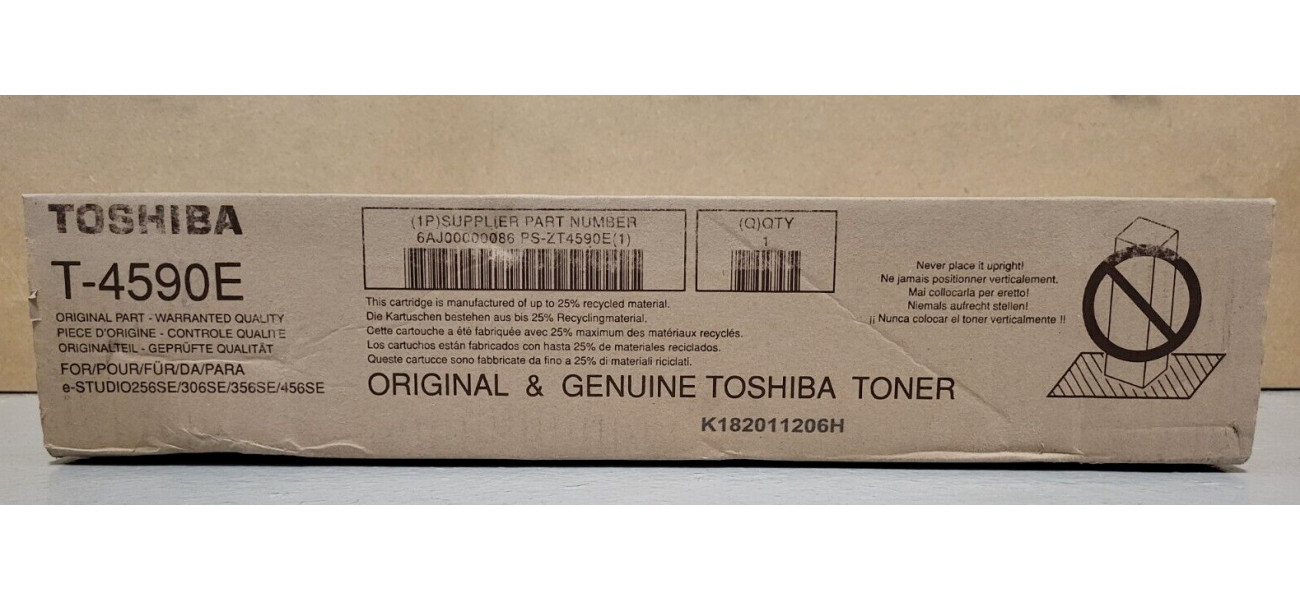 TOSHIBA
T-4590E
ORIGINAL PART - WARRANTED QUALITY
PIECE D'ORIGINE - CONTROLE QUALITE
ORIGINALTEIL - GEPRÜFTE QUALITÄT
FOR/POUR/FÜR/DA/PARA
e-STUDIO256SE/306SE/356SE/456SE
(1P)SUPPLIER PART NUMBER
6AJ00000086 PS-ZT4590E(1)
(Q)QTY
1
This cartridge is manufactured of up to 25% recycled material.
Die Kartuschen bestehen aus bis 25% Recyclingmaterial.
Cette cartouche a été fabriquée avec 25% maximum des matériaux recyclés.
Los cartuchos están fabricados con hasta 25% de materiales reciclados.
Queste cartucce sono fabbricate da fino a 25% di materiali riciclati.
ORIGINAL & GENUINE TOSHIBA TONER
K182011206H
Never place it upright!
Ne jamais positionner verticalement.
Mai collocarla per eretto!
Niemals aufrecht stellen!
¡¡ Nunca colocar el toner verticalmente !!